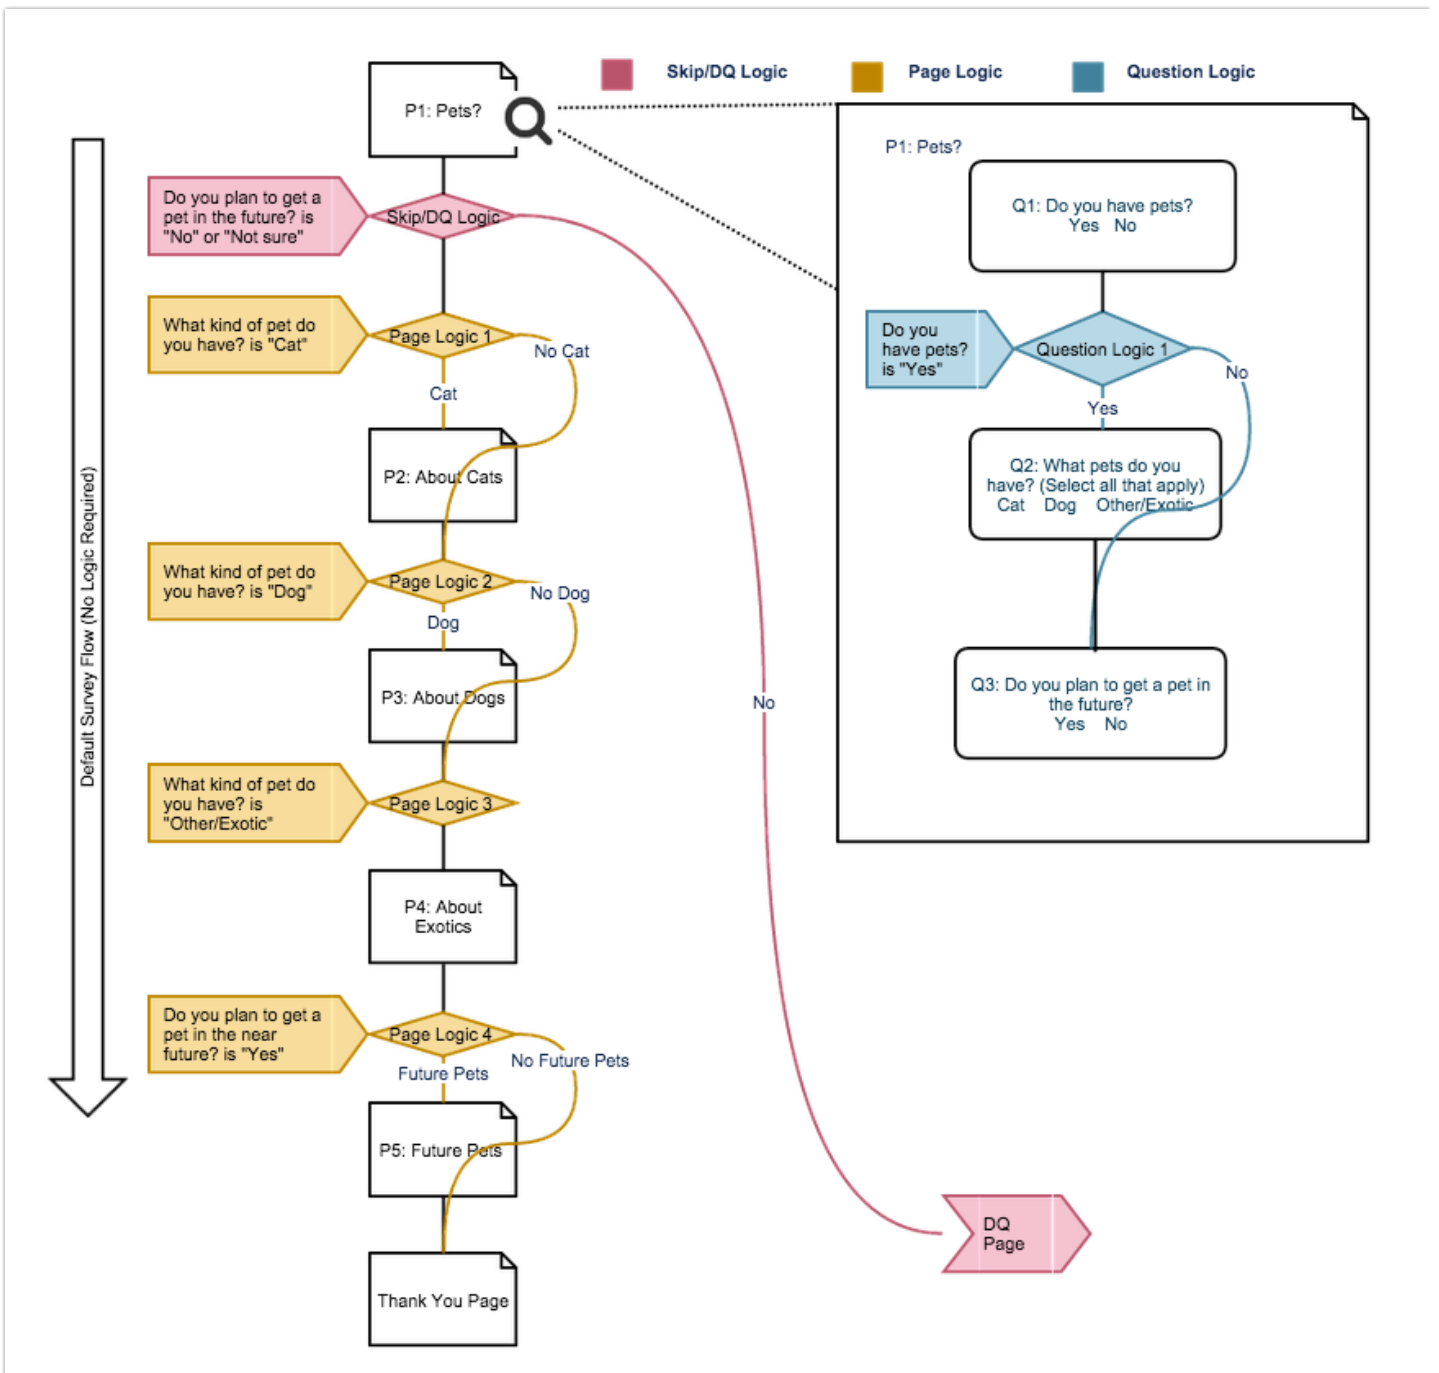 Skip/DQ Logic
Page Logic
Question Logic
P1: Pets?
Do you plan to get a
pet in the future? is
"No" or "Not sure"
Skip/DQ Logic
What kind of pet do
you have? is "Cat"
Page Logic 1
No Cat
Cat
P2: About Cats
Default Survey Flow (No Logic Required)
What kind of pet do
you have? is "Dog"
Page Logic 2
No Dog
Dog
P3: About Dogs
No
What kind of pet do
you have? is
"Other/Exotic"
Page Logic 3
P4: About
Exotics
Do you plan to get a
pet in the near
future? is "Yes"
Page Logic 4
No Future Pets
Future Pets
P5: Future Pets
Thank You Page
DQ
Page
P1: Pets?
Q1: Do you have pets?
Yes No
Do you
have pets?
is "Yes"
Question Logic 1
No
Yes
Q2: What pets do you
have? (Select all that apply)
Cat Dog Other/Exotic
Q3: Do you plan to get a pet in
the future?
Yes No